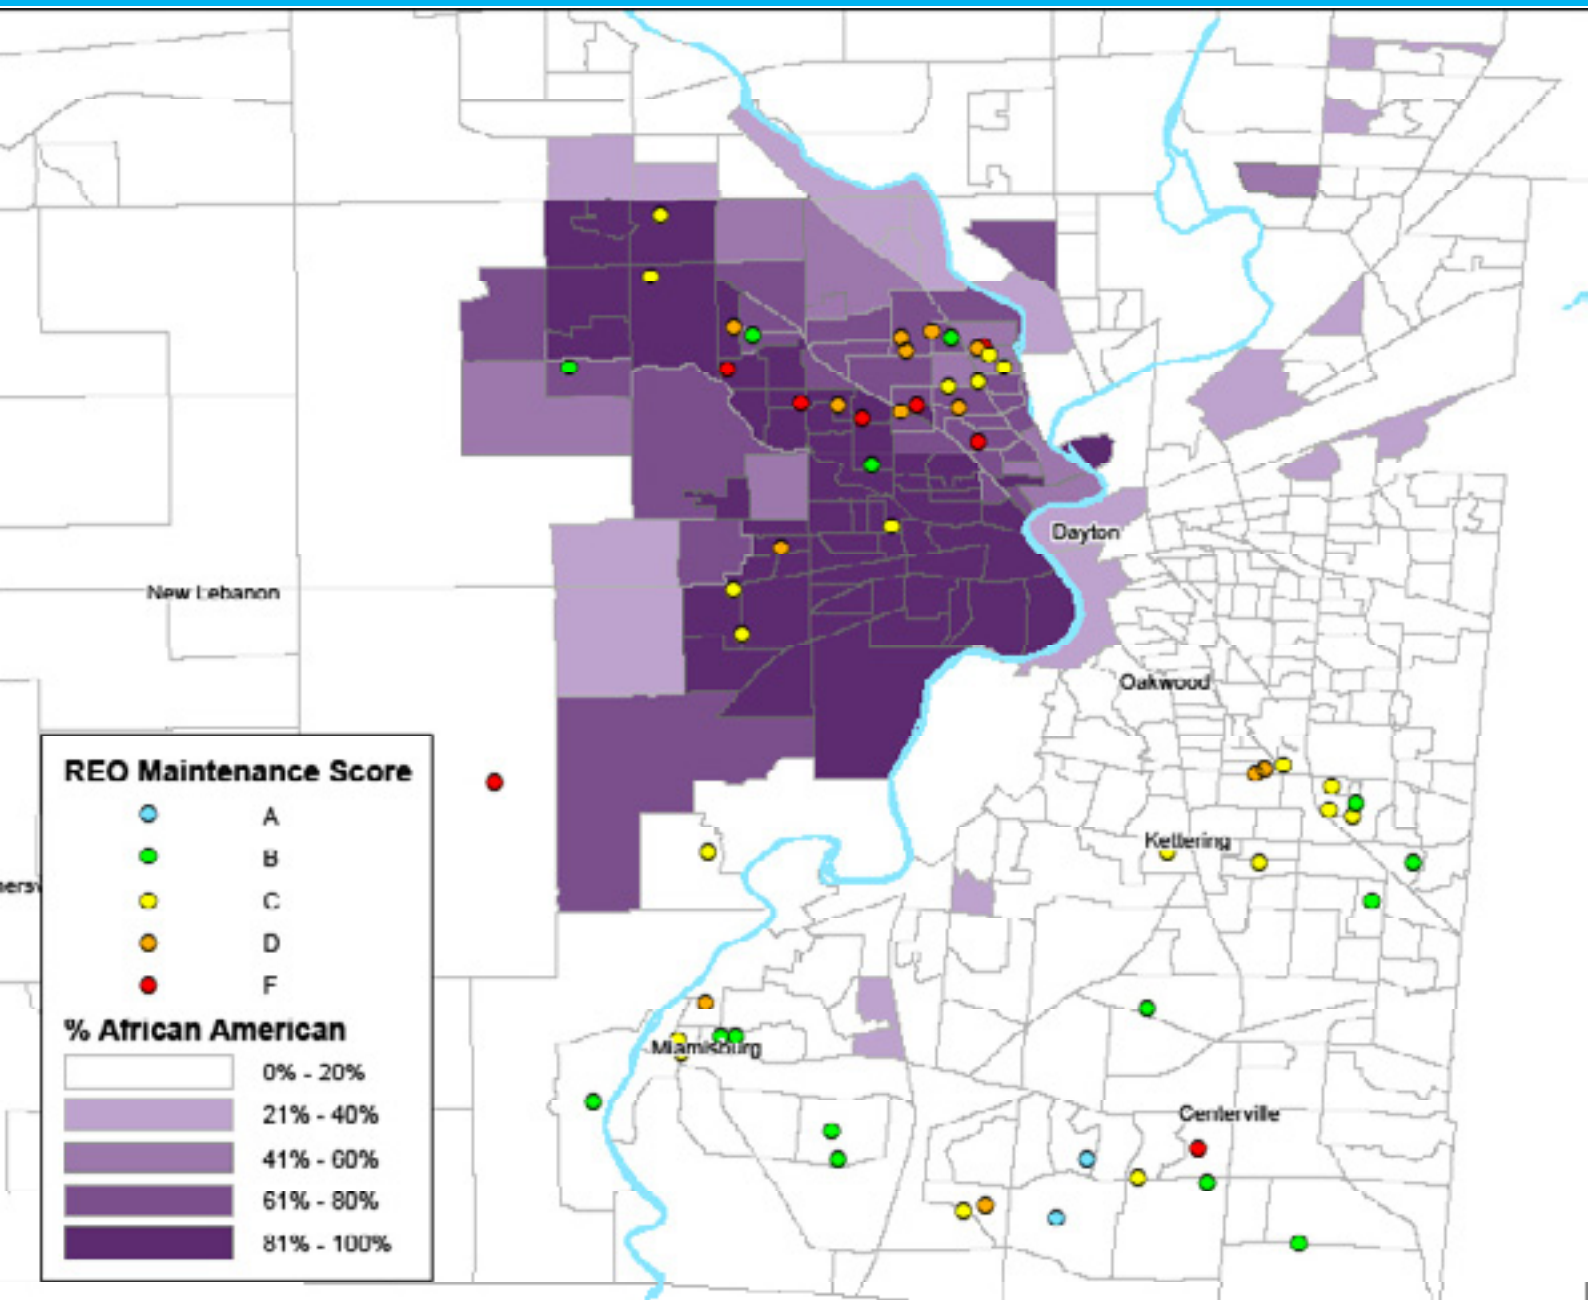 Dayton
New Lebanon
Oakwood
REO Maintenance Score
A
B
C
D
F
% African American
0% - 20%
21% - 40%
41% - 60%
61% - 80%
81% - 100%
Kettering
Miamisburg
Centerville